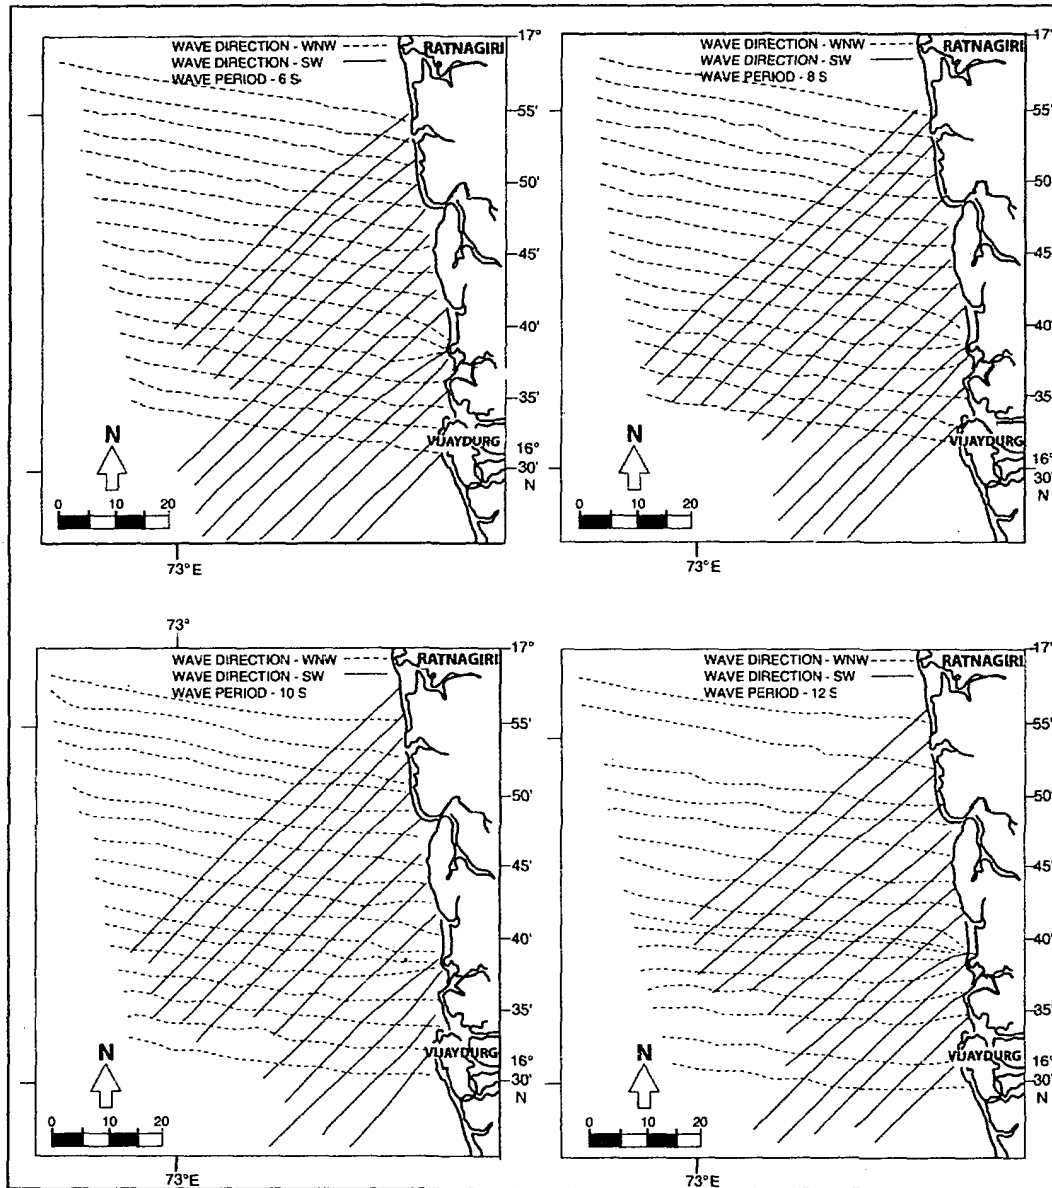 WAVE DIRECTION - WNW
WAVE DIRECTION - SW
WAVE PERIOD - 6 S
RATNAGIRI
17°
55'
50'
45'
40'
35'
VIJAYDURG
16°
30'
N
N
0 10 20
73°E
WAVE DIRECTION - WNW
WAVE DIRECTION - SW
WAVE PERIOD - 8 S
RATNAGIRI
17°
55'
50'
45'
40'
35'
VIJAYDURG
16°
30'
N
N
0 10 20
73°E
73°
WAVE DIRECTION - WNW
WAVE DIRECTION - SW
WAVE PERIOD - 10 S
RATNAGIRI
17°
55'
50'
45'
40'
35'
VIJAYDURG
16°
30'
N
N
0 10 20
73°E
WAVE DIRECTION - WNW
WAVE DIRECTION - SW
WAVE PERIOD - 12 S
RATNAGIRI
17°
55'
50'
45'
40'
35'
VIJAYDURG
16°
30'
N
N
0 10 20
73°E